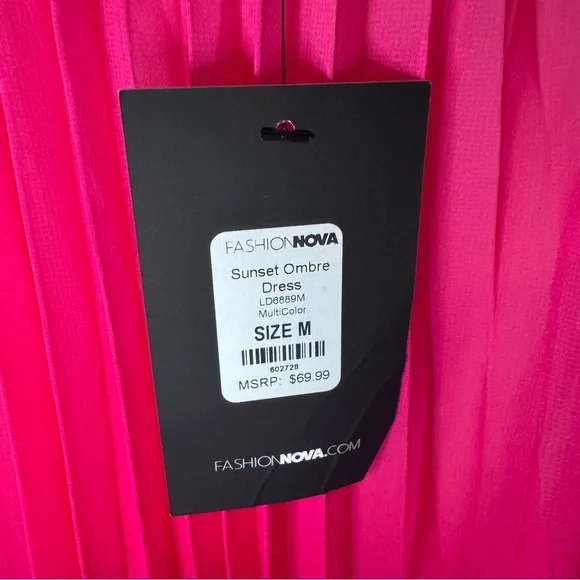 FASHIONNOVA
Sunset Ombre
Dress
LD6889M
MultiColor
SIZE M
602728
MSRP: $69.99
FASHIONNOVA.COM